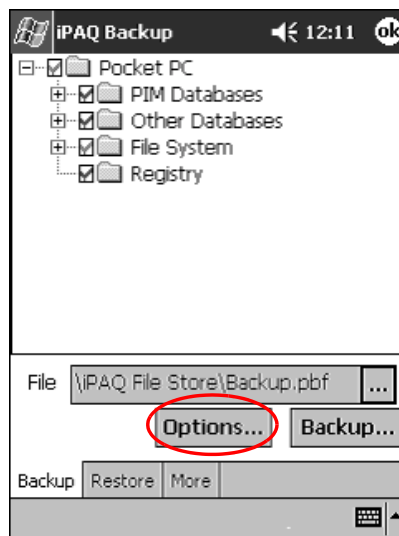 iPAQ Backup 12:11 ok
Pocket PC
PIM Databases
Other Databases
File System
Registry
File \iPAQ File Store\Backup.pbf ...
Options... Backup...
Backup Restore More